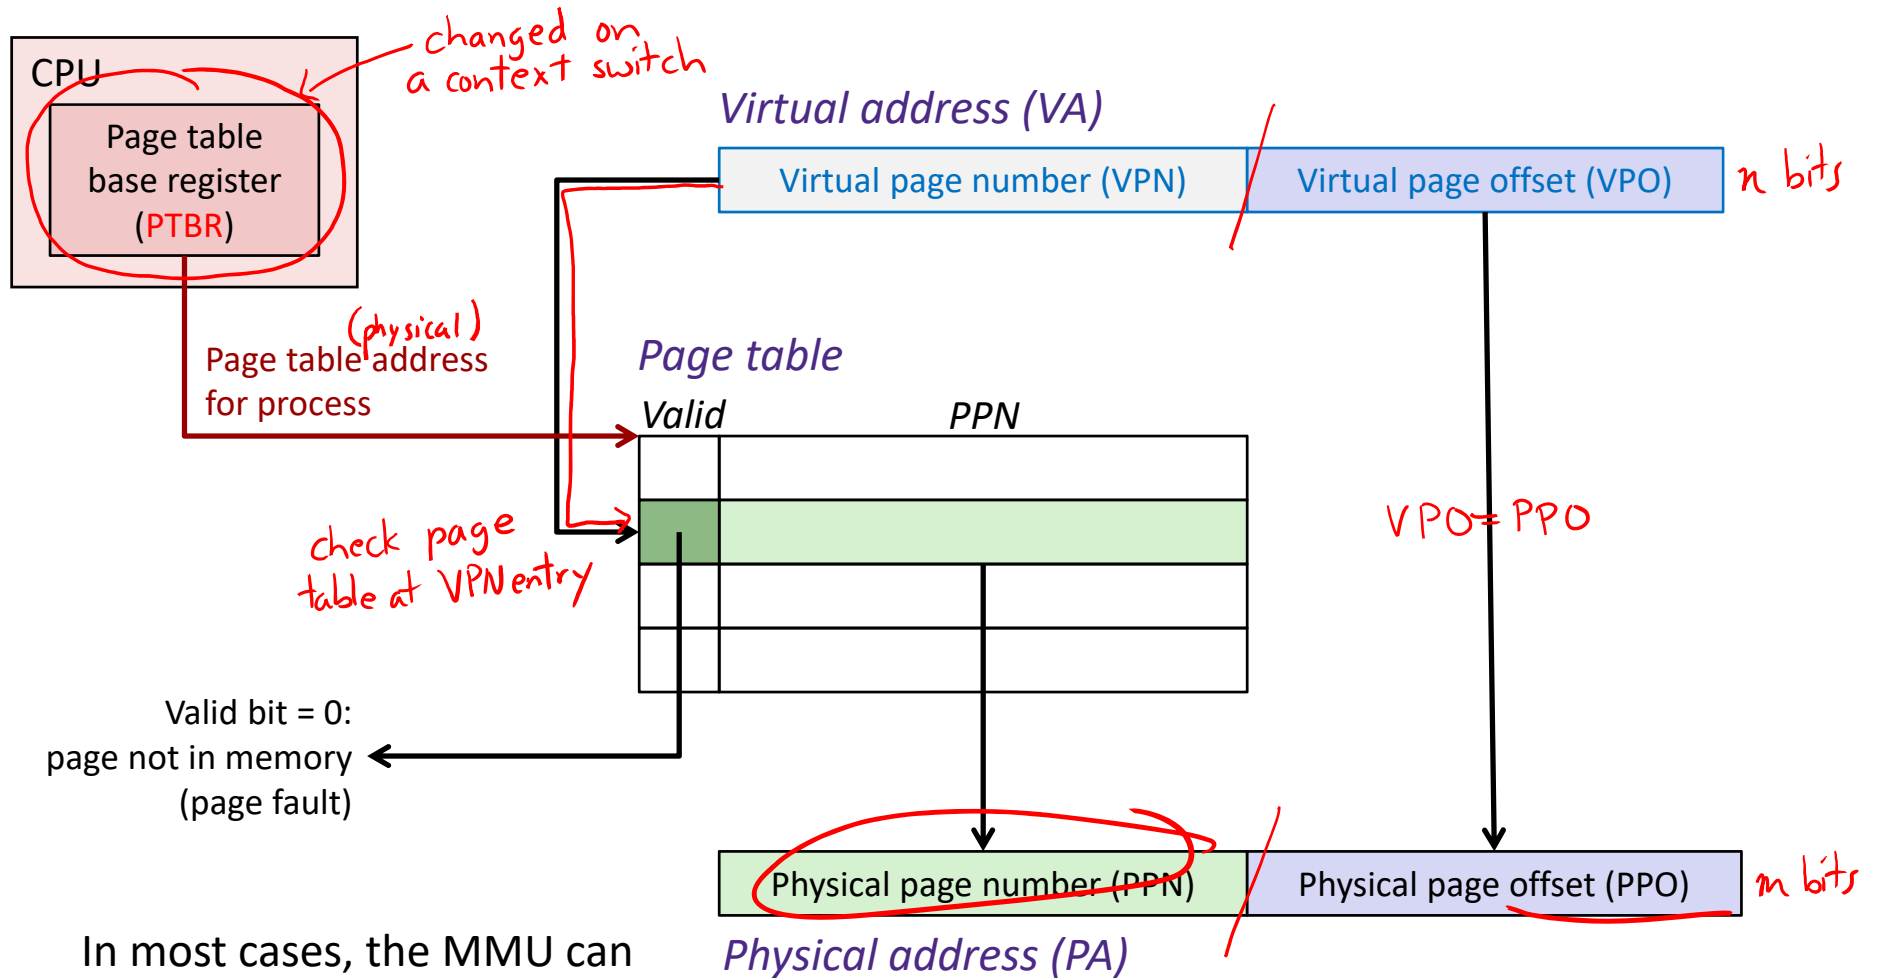 changed on
a context switch
CPU
Page table
base register
(PTBR)
Virtual address (VA)
Virtual page number (VPN)
Virtual page offset (VPO)
n bits
(physical)
Page table address
for process
Page table
Valid
PPN
check page
table at VPN entry
VPO=PPO
Valid bit = 0:
page not in memory
(page fault)
Physical page number (PPN)
Physical page offset (PPO)
m bits
In most cases, the MMU can
Physical address (PA)